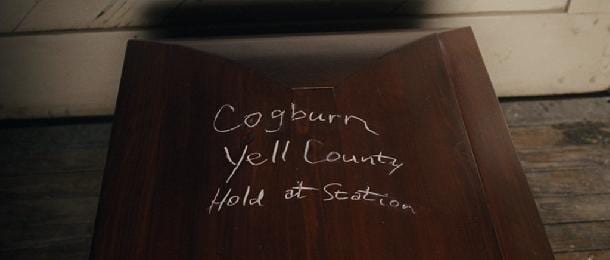 Cogburn
Yell County
Hold at Station